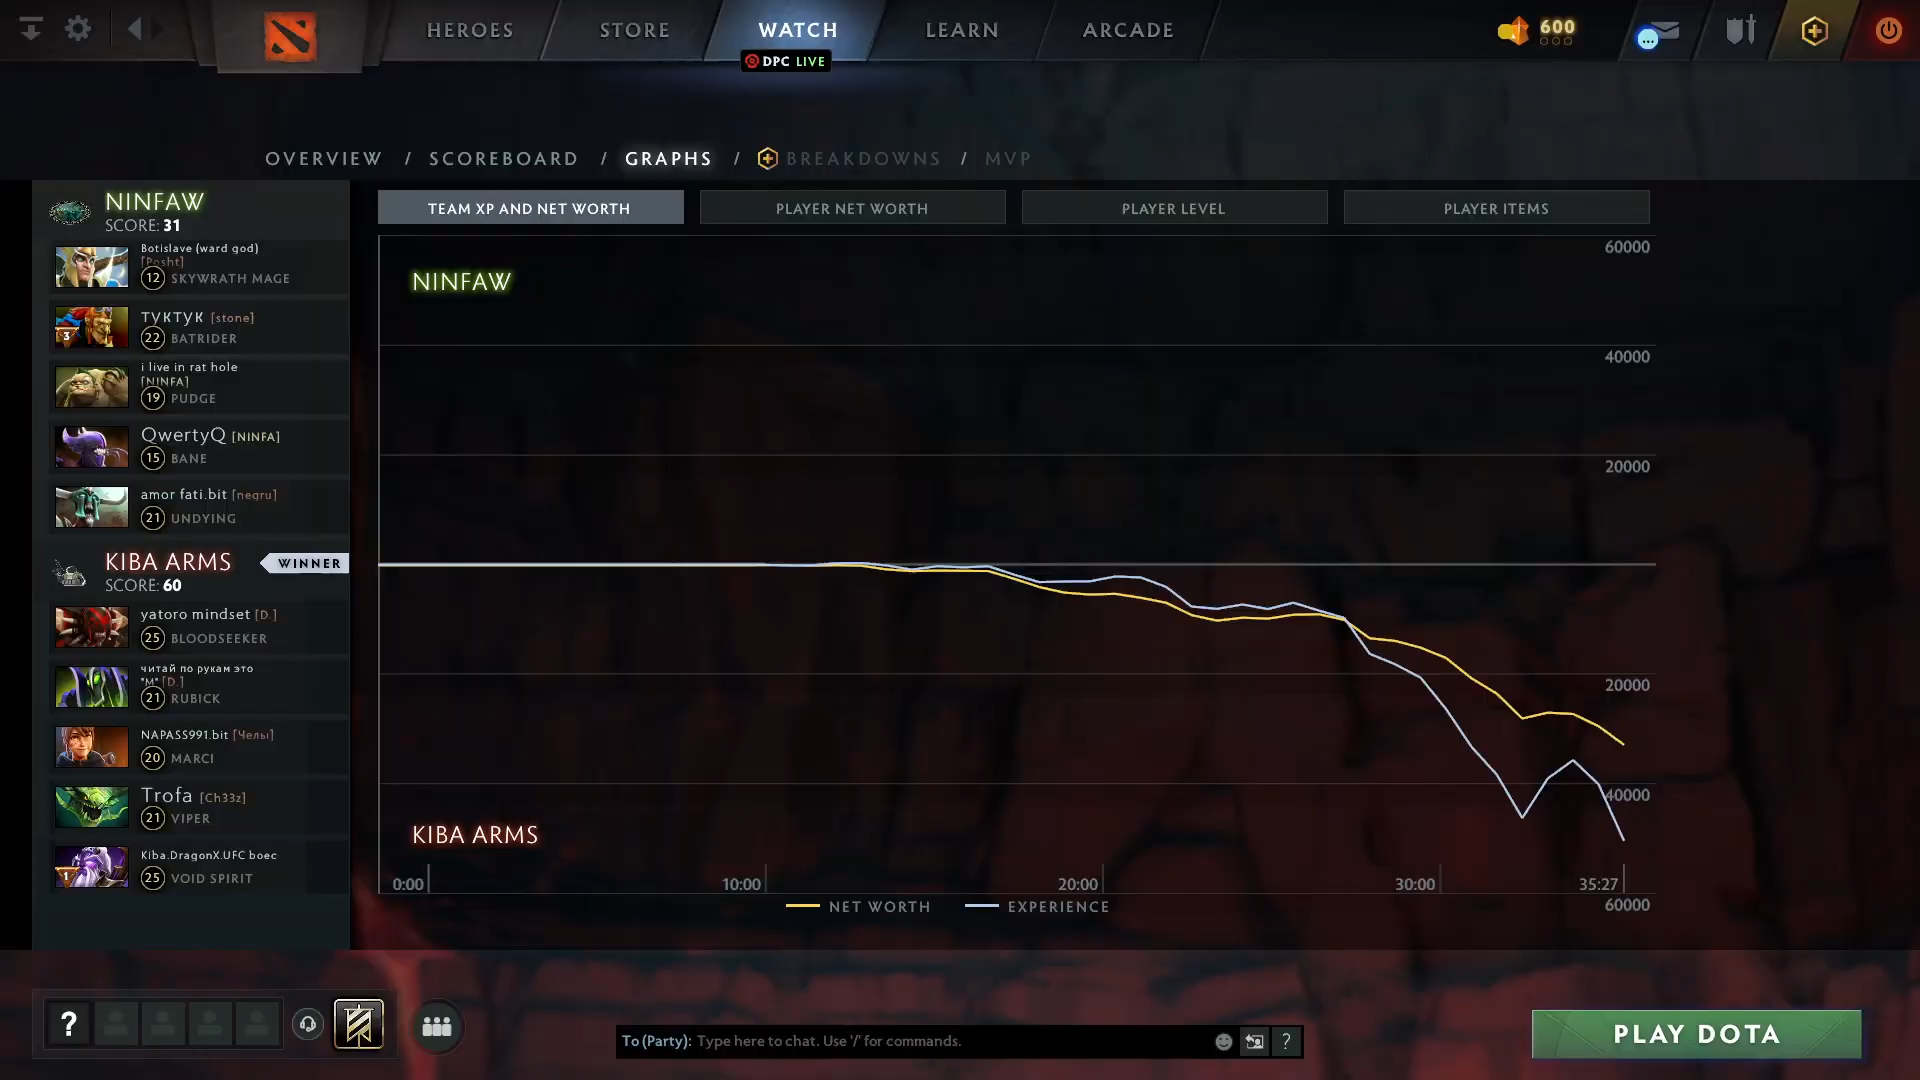 HEROES
STORE
WATCH
LEARN
ARCADE
600
DPC LIVE
OVERVIEW / SCOREBOARD / GRAPHS / BREAKDOWNS / MVP
NINFAW
SCORE: 31
Botislave (ward god)
[Posht]
12 SKYWRATH MAGE
TYKTYK [stone]
3
22 BATRIDER
i live in rat hole
[NINFA]
19 PUDGE
QwertyQ [NINFA]
15 BANE
amor fati.bit [negru]
21 UNDYING
KIBA ARMS
WINNER
SCORE: 60
yatoro mindset [D.]
25 BLOODSEEKER
читай по рукам это
"М" [D.]
21 RUBICK
NAPASS991.bit [Челы]
20 MARCI
Trofa [Ch33z]
21 VIPER
Kiba.DragonX.UFC boec
1
25 VOID SPIRIT
TEAM XP AND NET WORTH
PLAYER NET WORTH
PLAYER LEVEL
PLAYER ITEMS
60000
NINFAW
40000
20000
20000
40000
KIBA ARMS
0:00
10:00
20:00
30:00
35:27
NET WORTH
EXPERIENCE
60000
?
To (Party): Type here to chat. Use '/' for commands.
?
PLAY DOTA